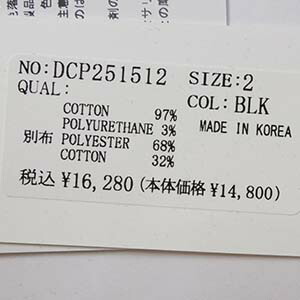 NO:DCP251512 SIZE:2
QUAL: COL:BLK
COTTON 97%
POLYURETHANE 3% MADE IN KOREA
別布 POLYESTER 68%
COTTON 32%
税込 ¥16,280(本体価格 ¥14,800)